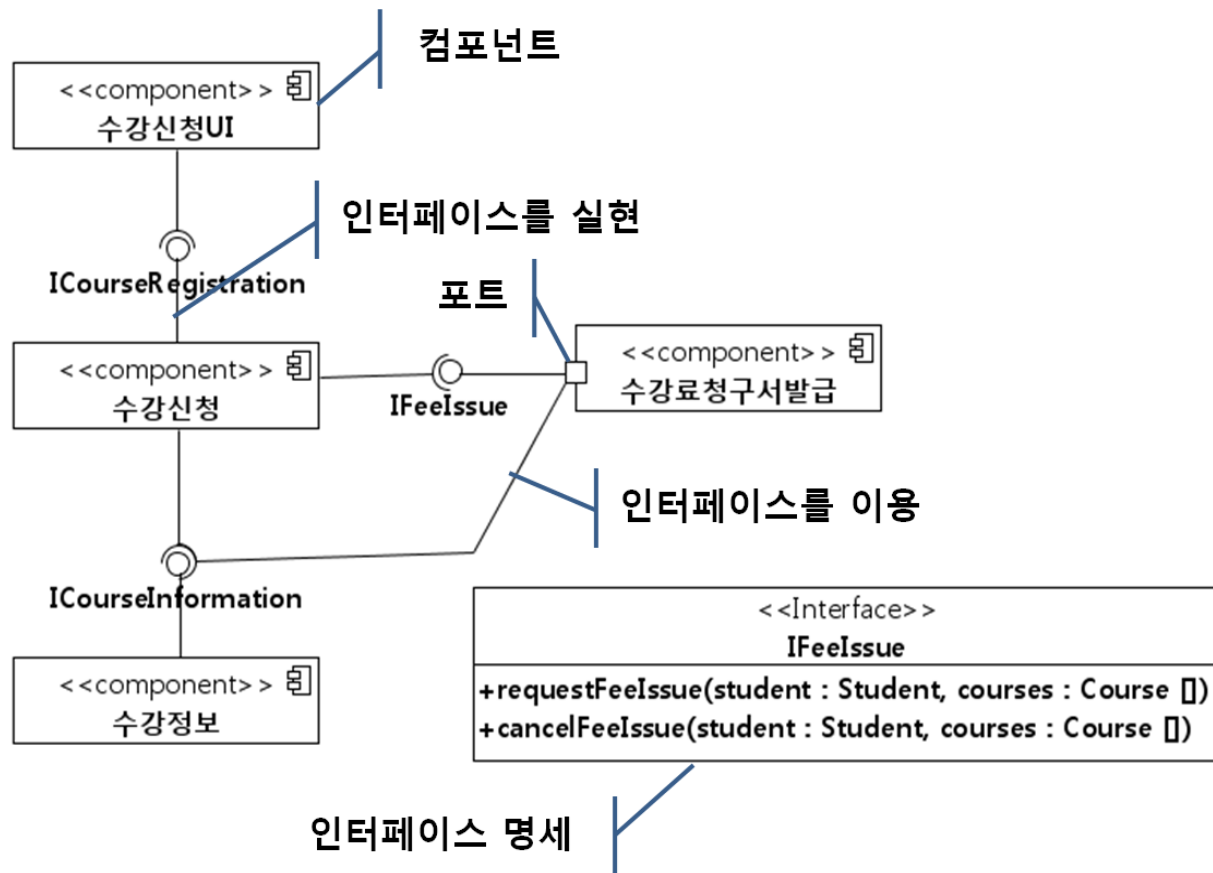 컴포넌트
<<component>>
수강신청UI
인터페이스를 실현
ICourseRegistration
포트
<<component>>
수강신청
IFeeIssue
<<component>>
수강료청구서발급
인터페이스를 이용
ICourseInformation
<<component>>
수강정보
<<Interface>>
IFeeIssue
+requestFeeIssue(student : Student, courses : Course [])
+cancelFeeIssue(student : Student, courses : Course [])
인터페이스 명세